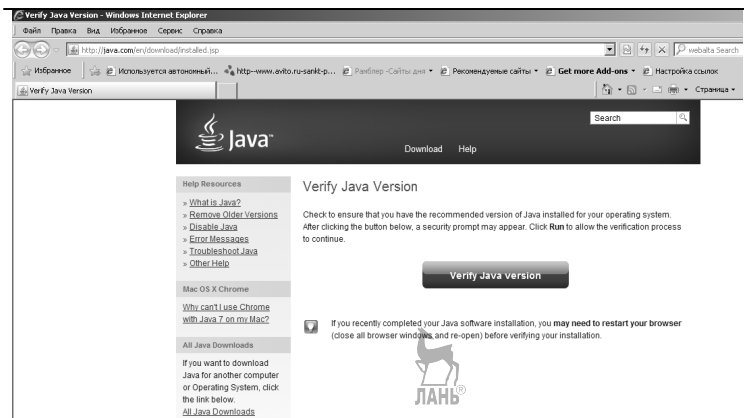 Verify Java Version - Windows Internet Explorer
Файл Правка Вид Избранное Сервис Справка
http://java.com/en/download/installed.jsp
webalta Search
Избранное Используется автономный... http--www.avito.ru-sankt-p... Рамблер -Сайты дня Рекомендуемые сайты Get more Add-ons Настройка ссылок
Verify Java Version
Страница
Java™
Search
Download Help
Help Resources
» What is Java?
» Remove Older Versions
» Disable Java
» Error Messages
» Troubleshoot Java
» Other Help
Mac OS X Chrome
Why can't I use Chrome
with Java 7 on my Mac?
All Java Downloads
If you want to download
Java for another computer
or Operating System, click
the link below.
All Java Downloads
Verify Java Version
Check to ensure that you have the recommended version of Java installed for your operating system.
After clicking the button below, a security prompt may appear. Click Run to allow the verification process
to continue.
Verify Java version
If you recently completed your Java software installation, you may need to restart your browser
(close all browser windows and re-open) before verifying your installation.
ЛАНЬ®